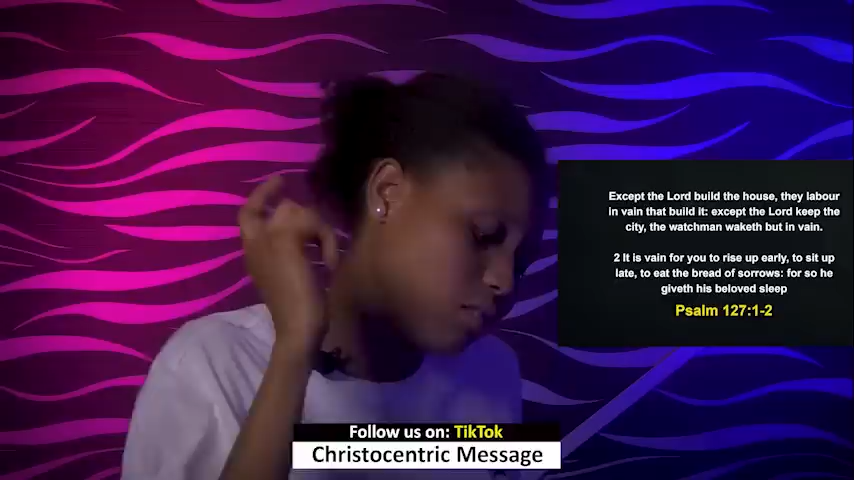 Except the Lord build the house, they labour
in vain that build it: except the Lord keep the
city, the watchman waketh but in vain.
2 It is vain for you to rise up early, to sit up
late, to eat the bread of sorrows: for so he
giveth his beloved sleep
Psalm 127:1-2
Follow us on: TikTok
Christocentric Message